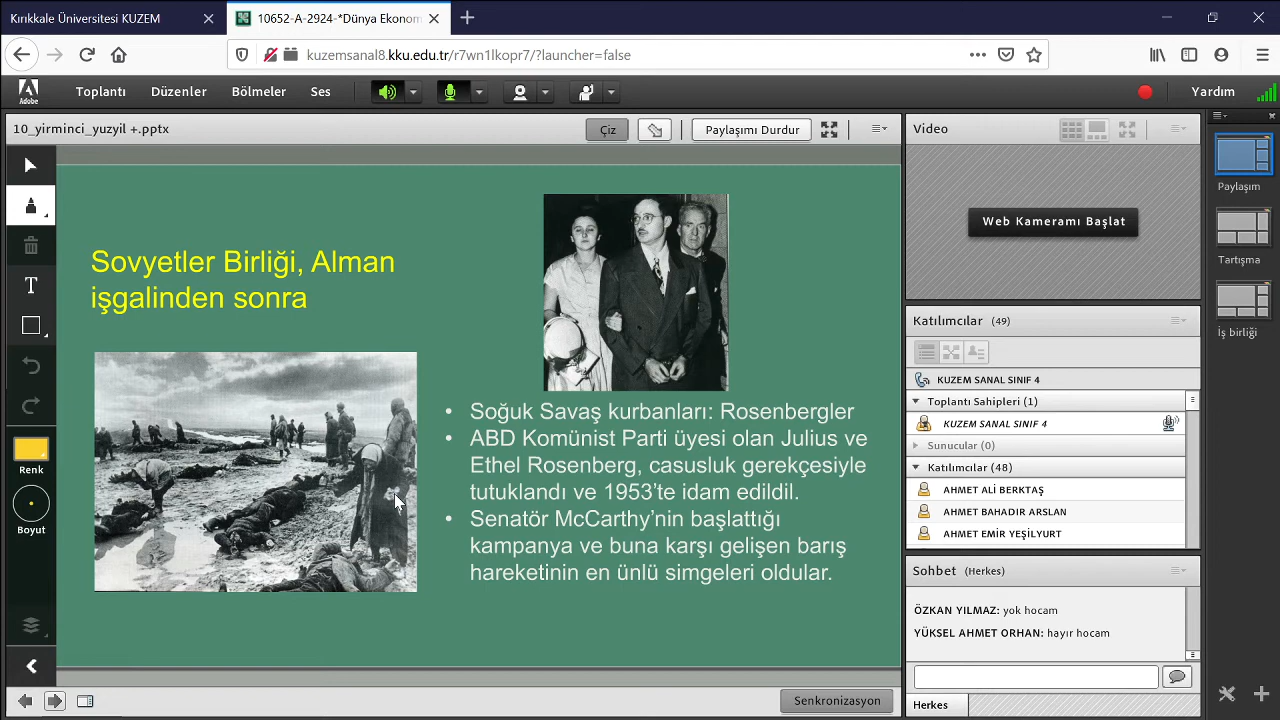 Kırıkkale Üniversitesi KUZEM
10652-A-2924-*Dünya Ekonom
kuzemsanal8.kku.edu.tr/r7wn1lkopr7/?launcher=false
Adobe
Toplantı
Düzenler
Bölmeler
Ses
Yardım
10_yirminci_yuzyil +.pptx
Çiz
Paylaşımı Durdur
Renk
Boyut
Sovyetler Birliği, Alman
işgalinden sonra
• Soğuk Savaş kurbanları: Rosenbergler
• ABD Komünist Parti üyesi olan Julius ve
Ethel Rosenberg, casusluk gerekçesiyle
tutuklandı ve 1953’te idam edildil.
• Senatör McCarthy’nin başlattığı
kampanya ve buna karşı gelişen barış
hareketinin en ünlü simgeleri oldular.
Senkronizasyon
Video
Web Kameramı Başlat
Katılımcılar (49)
KUZEM SANAL SINIF 4
Toplantı Sahipleri (1)
KUZEM SANAL SINIF 4
Sunucular (0)
Katılımcılar (48)
AHMET ALİ BERKTAŞ
AHMET BAHADIR ARSLAN
AHMET EMİR YEŞİLYURT
Sohbet (Herkes)
ÖZKAN YILMAZ: yok hocam
YÜKSEL AHMET ORHAN: hayır hocam
Herkes
Paylaşım
Tartışma
İş birliği